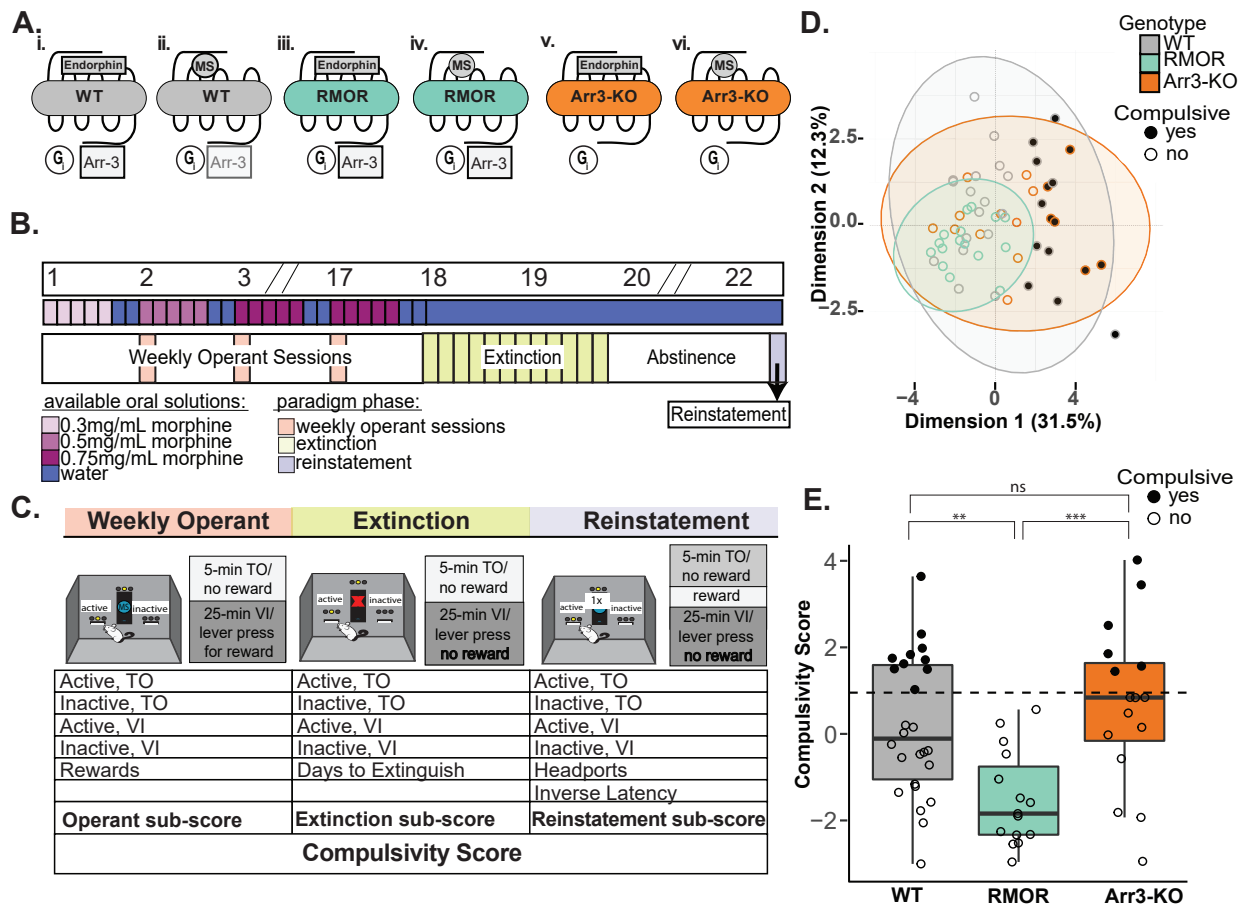 A.
i.
ii.
iii.
iv.
v.
vi.
Endorphin
MS
Endorphin
MS
Endorphin
MS
WT
WT
RMOR
RMOR
Arr3-KO
Arr3-KO
Gi
Arr-3
Gi
Arr-3
Gi
Arr-3
Gi
Arr-3
Gi
Gi
B.
1 2 3 17 18 19 20 22
Weekly Operant Sessions
Extinction
Abstinence
Reinstatement
available oral solutions:
0.3mg/mL morphine
0.5mg/mL morphine
0.75mg/mL morphine
water
paradigm phase:
weekly operant sessions
extinction
reinstatement
C.
Weekly Operant
Extinction
Reinstatement
active
MS
inactive
5-min TO/
no reward
25-min VI/
lever press
for reward
active
inactive
5-min TO/
no reward
25-min VI/
lever press
no reward
active
1x
inactive
5-min TO/
no reward
reward
25-min VI/
lever press
no reward
Active, TO Active, TO Active, TO
Inactive, TO Inactive, TO Inactive, TO
Active, VI Active, VI Active, VI
Inactive, VI Inactive, VI Inactive, VI
Rewards Days to Extinguish Headports
Inverse Latency
Operant sub-score Extinction sub-score Reinstatement sub-score
Compulsivity Score
D.
Genotype
WT
RMOR
Arr3-KO
Compulsive
yes
no
Dimension 2 (12.3%)
2.5
0.0
−2.5
−4 0 4
Dimension 1 (31.5%)
E.
Compulsive
yes
no
ns
**
***
Compulsivity Score
4
2
0
−2
WT RMOR Arr3-KO